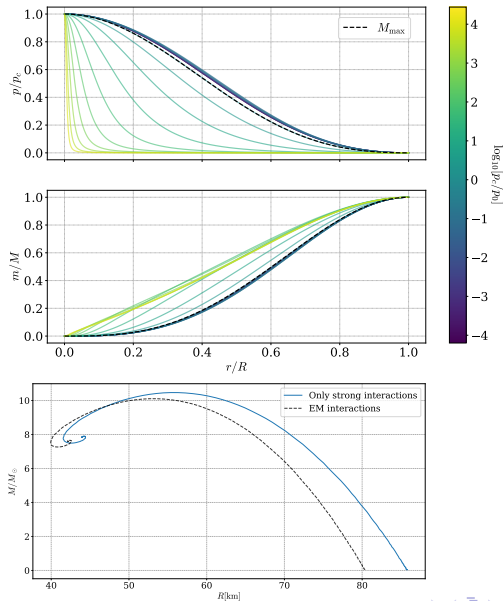 1.0
0.8
0.6
0.4
0.2
0.0
p/p_c
M_max
1.0
0.8
0.6
0.4
0.2
0.0
m/M
0.0 0.2 0.4 0.6 0.8 1.0
r/R
4
3
2
1
0
−1
−2
−3
−4
log10[p_c/p_0]
10
8
6
4
2
0
M/M_⊙
Only strong interactions
EM interactions
40 50 60 70 80
R[km]